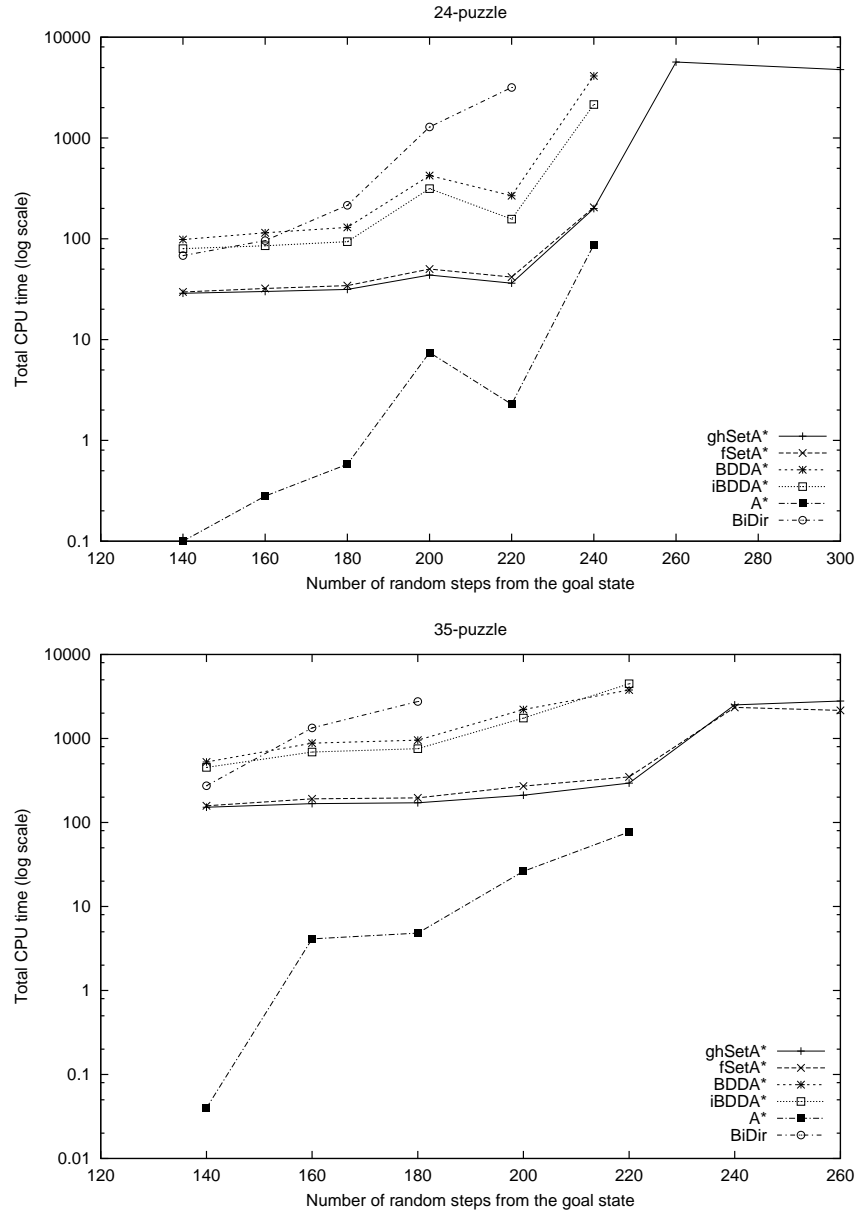 24-puzzle
10000
1000
100
10
1
0.1
Total CPU time (log scale)
120 140 160 180 200 220 240 260 280 300
Number of random steps from the goal state
ghSetA*
fSetA*
BDDA*
iBDDA*
A*
BiDir
35-puzzle
10000
1000
100
10
1
0.1
0.01
Total CPU time (log scale)
120 140 160 180 200 220 240 260
Number of random steps from the goal state
ghSetA*
fSetA*
BDDA*
iBDDA*
A*
BiDir